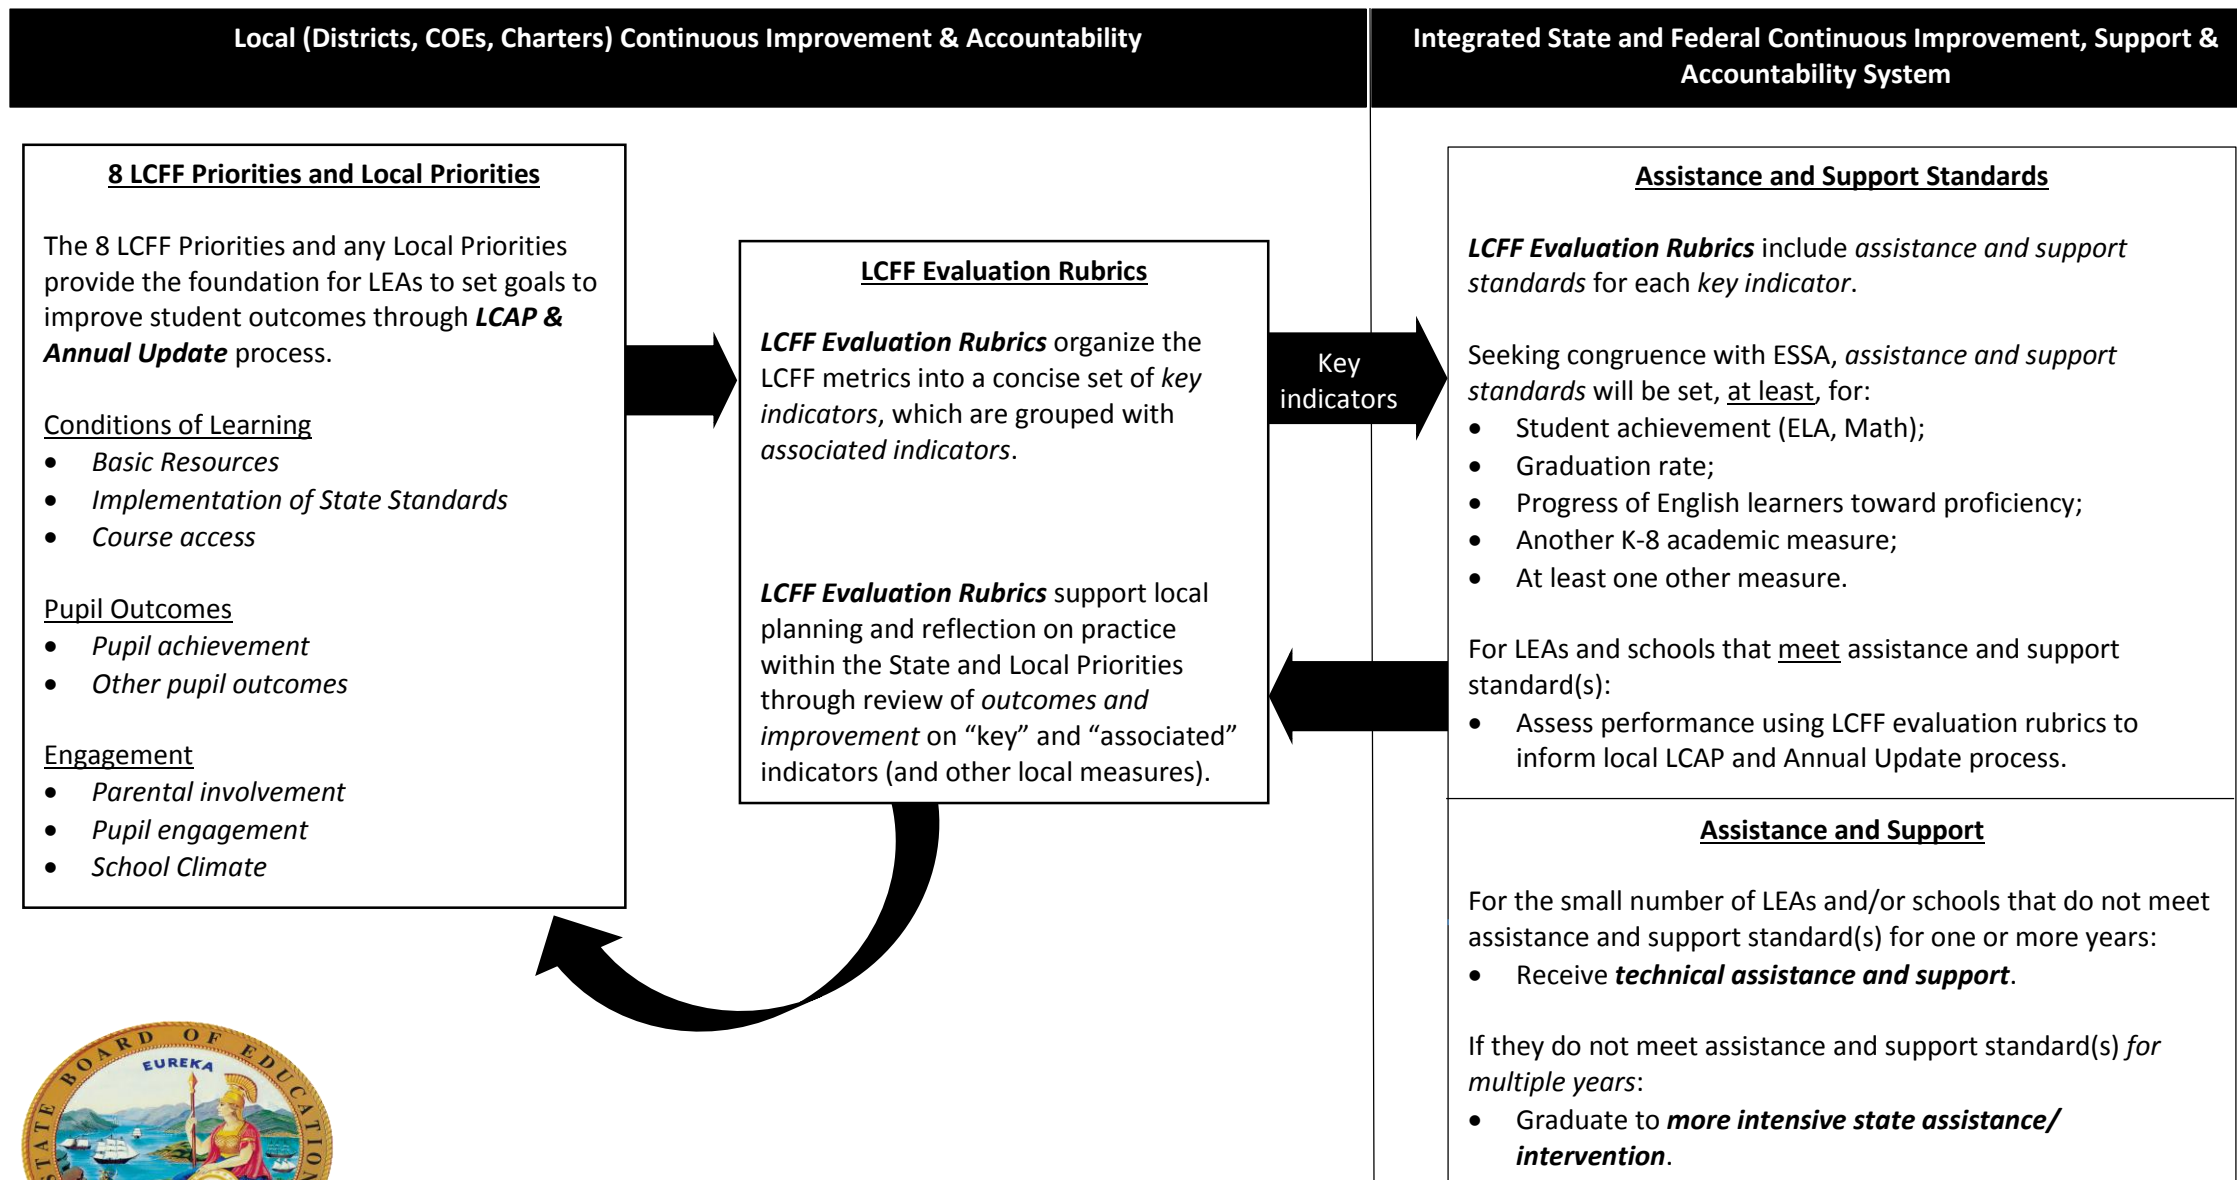 Local (Districts, COEs, Charters) Continuous Improvement & Accountability
Integrated State and Federal Continuous Improvement, Support &
Accountability System
8 LCFF Priorities and Local Priorities
The 8 LCFF Priorities and any Local Priorities
provide the foundation for LEAs to set goals to
improve student outcomes through LCAP &
Annual Update process.
Conditions of Learning
• Basic Resources
• Implementation of State Standards
• Course access
Pupil Outcomes
• Pupil achievement
• Other pupil outcomes
Engagement
• Parental involvement
• Pupil engagement
• School Climate
LCFF Evaluation Rubrics
LCFF Evaluation Rubrics organize the
LCFF metrics into a concise set of key
indicators, which are grouped with
associated indicators.
LCFF Evaluation Rubrics support local
planning and reflection on practice
within the State and Local Priorities
through review of outcomes and
improvement on “key” and “associated”
indicators (and other local measures).
Key
indicators
Assistance and Support Standards
LCFF Evaluation Rubrics include assistance and support
standards for each key indicator.
Seeking congruence with ESSA, assistance and support
standards will be set, at least, for:
• Student achievement (ELA, Math);
• Graduation rate;
• Progress of English learners toward proficiency;
• Another K-8 academic measure;
• At least one other measure.
For LEAs and schools that meet assistance and support
standard(s):
• Assess performance using LCFF evaluation rubrics to
inform local LCAP and Annual Update process.
Assistance and Support
For the small number of LEAs and/or schools that do not meet
assistance and support standard(s) for one or more years:
• Receive technical assistance and support.
If they do not meet assistance and support standard(s) for
multiple years:
• Graduate to more intensive state assistance/
intervention.
STATE BOARD OF EDUCATION
EUREKA